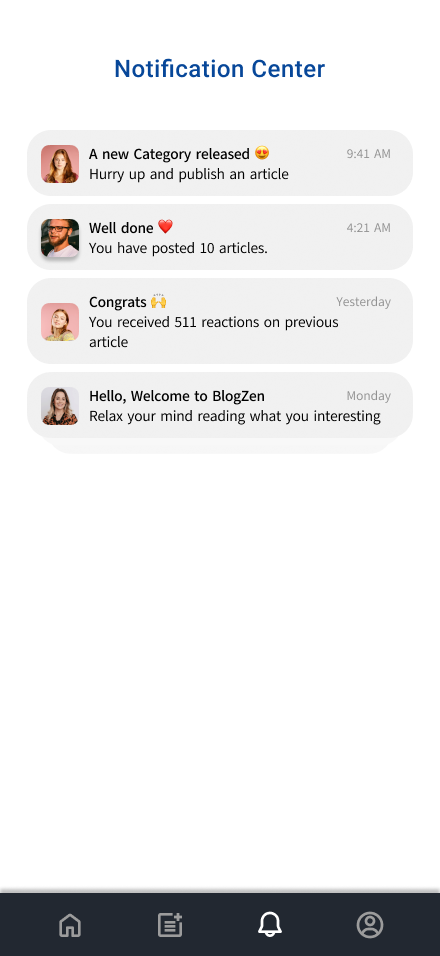 Notification Center
A new Category released 😍
9:41 AM
Hurry up and publish an article
Well done ❤️
4:21 AM
You have posted 10 articles.
Congrats 🙌
Yesterday
You received 511 reactions on previous
article
Hello, Welcome to BlogZen
Monday
Relax your mind reading what you interesting